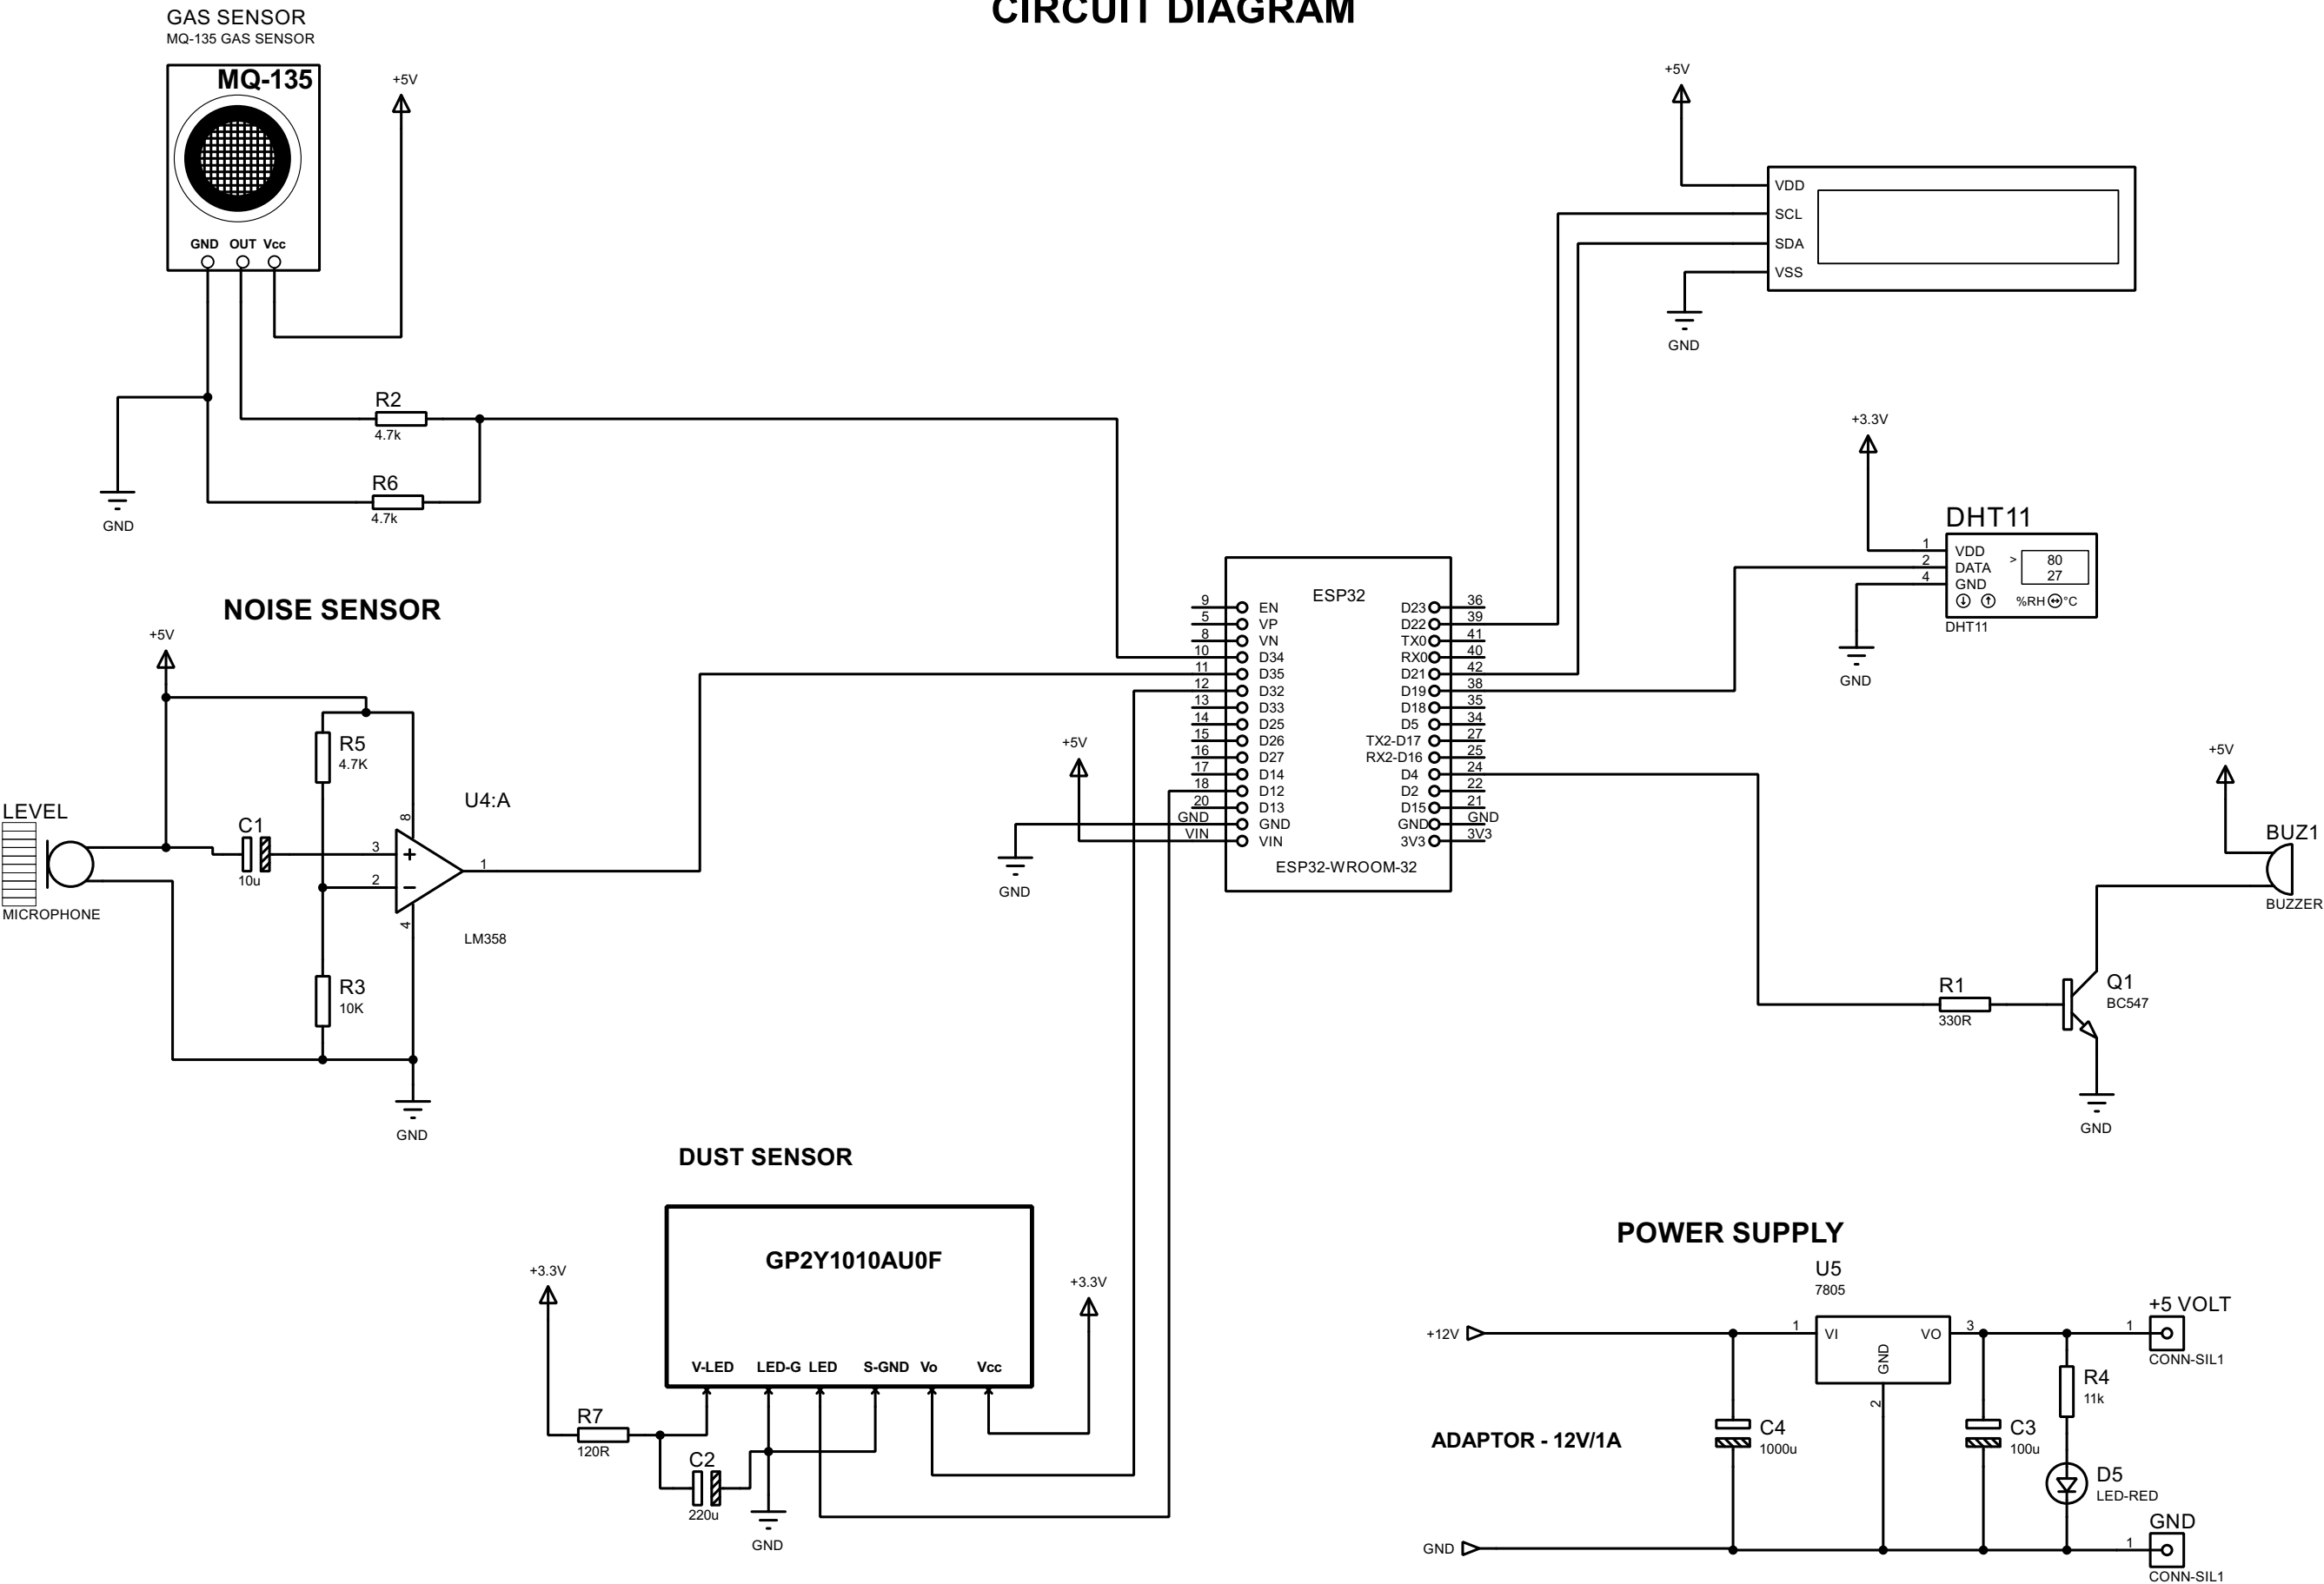 CIRCUIT DIAGRAM
GAS SENSOR
MQ-135 GAS SENSOR
MQ-135
GND OUT Vcc
+5V
R2
4.7k
R6
4.7k
GND
+5V
VDD
SCL
SDA
VSS
GND
+3.3V
DHT11
1 VDD
2 DATA
4 GND
> 80
27
%RH °C
DHT11
GND
NOISE SENSOR
+5V
R5
4.7K
U4:A
LEVEL
C1
10u
MICROPHONE
8
3
2
1
4
LM358
R3
10K
GND
ESP32
9 EN
5 VP
8 VN
10 D34
11 D35
12 D32
13 D33
14 D25
15 D26
16 D27
17 D14
18 D12
20 D13
GND GND
VIN VIN
D23 36
D22 39
TX0 41
RX0 40
D21 42
D19 38
D18 35
D5 34
TX2-D17 27
RX2-D16 25
D4 24
D2 22
D15 21
GND GND
3V3 3V3
ESP32-WROOM-32
+5V
GND
+5V
BUZ1
BUZZER
R1
330R
Q1
BC547
GND
DUST SENSOR
GP2Y1010AU0F
V-LED LED-G LED S-GND Vo Vcc
+3.3V
+3.3V
R7
120R
C2
220u
GND
POWER SUPPLY
U5
7805
+12V
1 VI VO 3
GND
2
1
+5 VOLT
CONN-SIL1
R4
11k
ADAPTOR - 12V/1A
C4
1000u
C3
100u
D5
LED-RED
GND
1
GND
CONN-SIL1